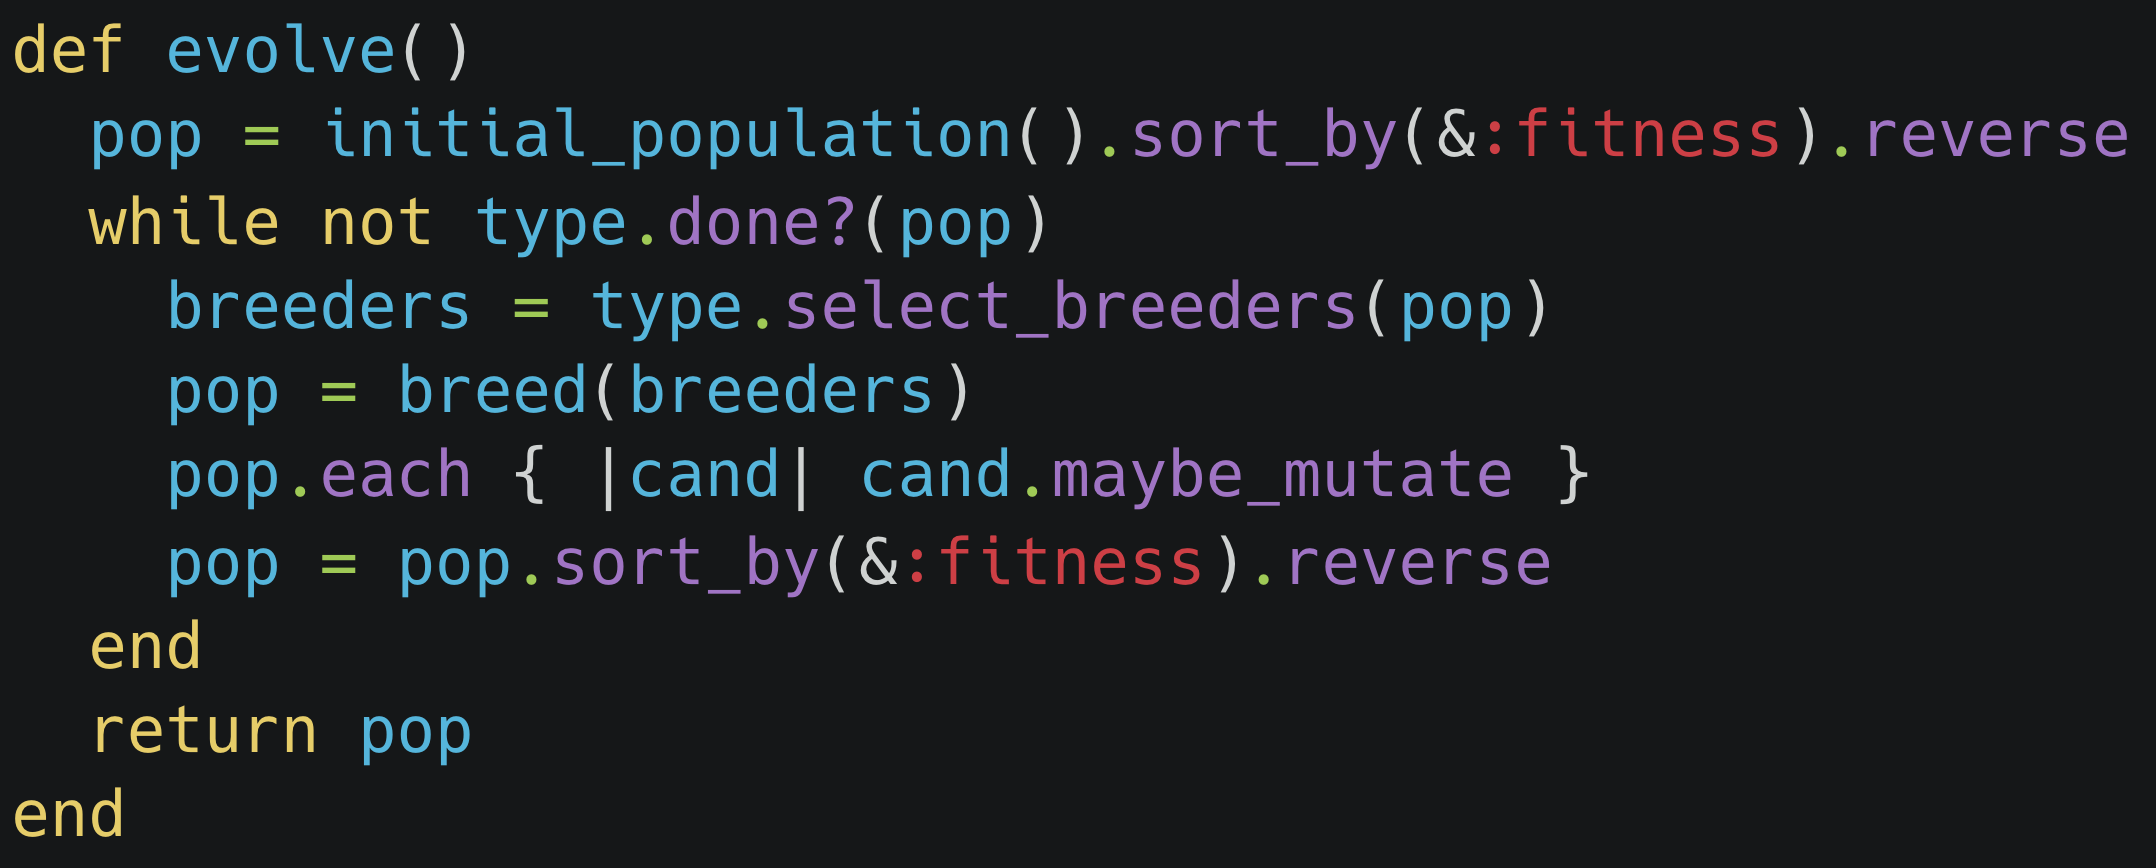 def evolve()
  pop = initial_population().sort_by(&:fitness).reverse
  while not type.done?(pop)
    breeders = type.select_breeders(pop)
    pop = breed(breeders)
    pop.each { |cand| cand.maybe_mutate }
    pop = pop.sort_by(&:fitness).reverse
  end
  return pop
end